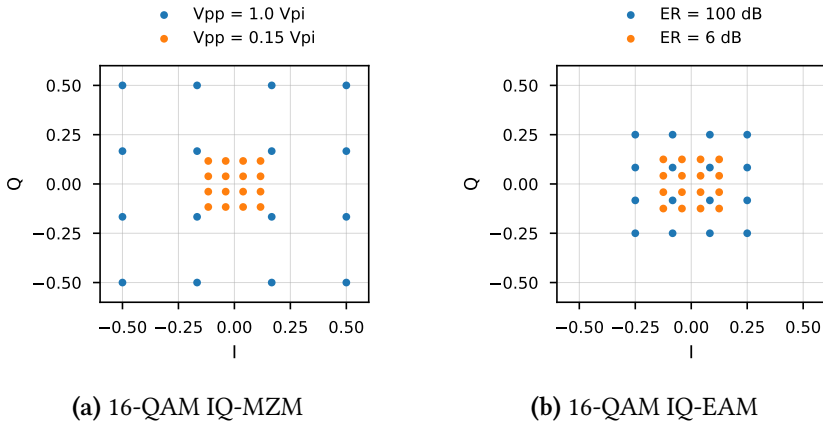 Vpp = 1.0 Vpi
Vpp = 0.15 Vpi
0.50
0.25
0.00
−0.25
−0.50
Q
−0.50 −0.25 0.00 0.25 0.50
I
(a) 16-QAM IQ-MZM
ER = 100 dB
ER = 6 dB
0.50
0.25
0.00
−0.25
−0.50
Q
−0.50 −0.25 0.00 0.25 0.50
I
(b) 16-QAM IQ-EAM